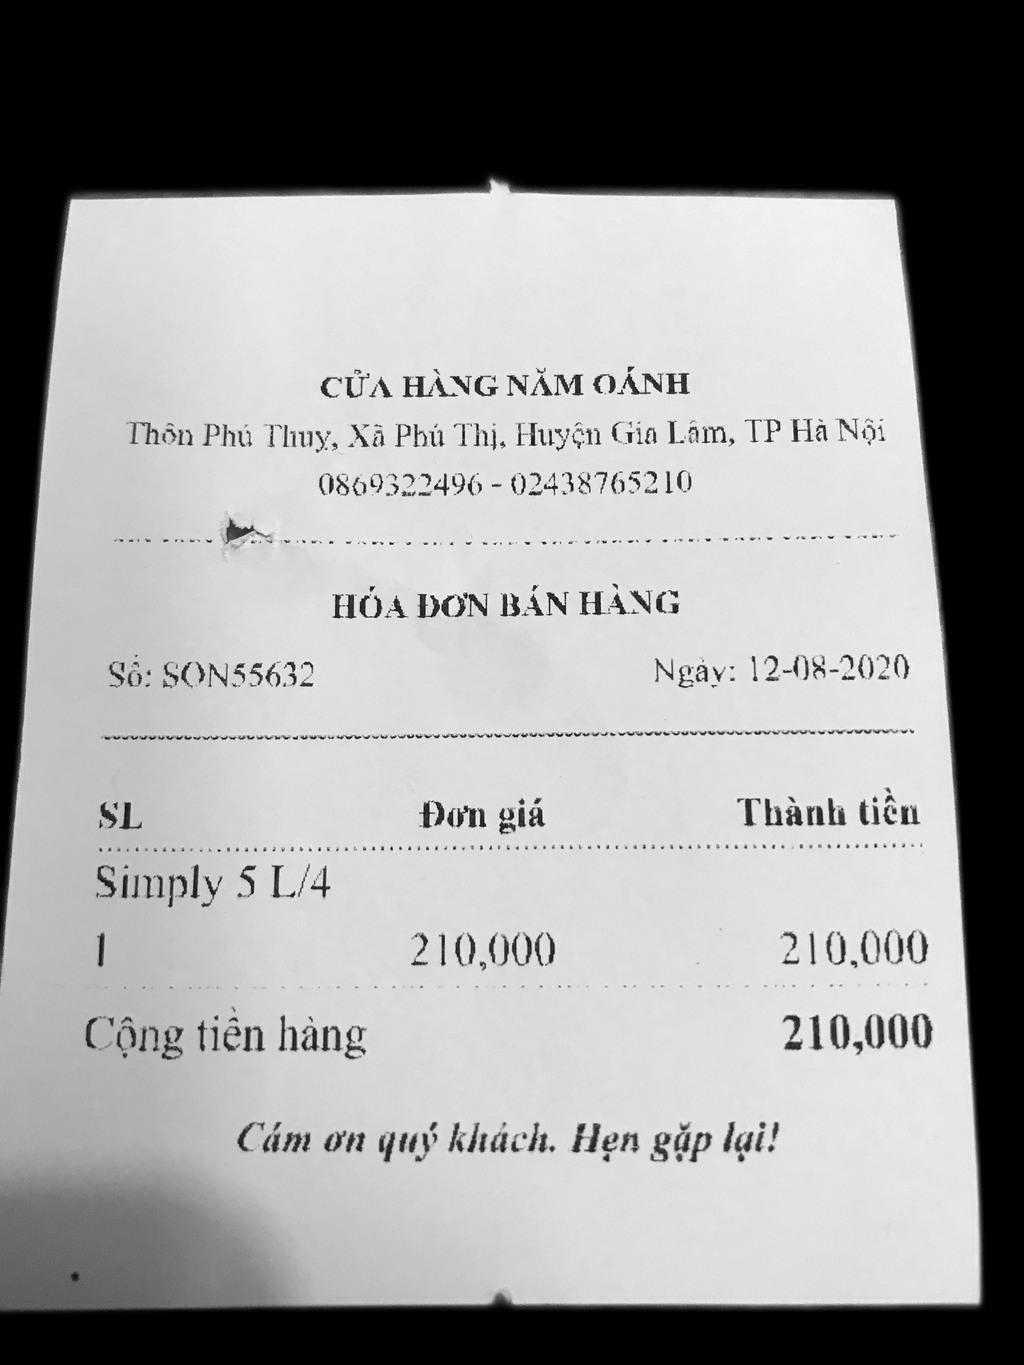 CỬA HÀNG NĂM OÁNH
Thôn Phú Thuỵ, Xã Phú Thị, Huyện Gia Lâm, TP Hà Nội
0869322496 - 02438765210
HÓA ĐƠN BÁN HÀNG
Số: SON55632 Ngày: 12-08-2020
SL Đơn giá Thành tiền
Simply 5 L/4
1 210,000 210,000
Cộng tiền hàng 210,000
Cám ơn quý khách. Hẹn gặp lại!